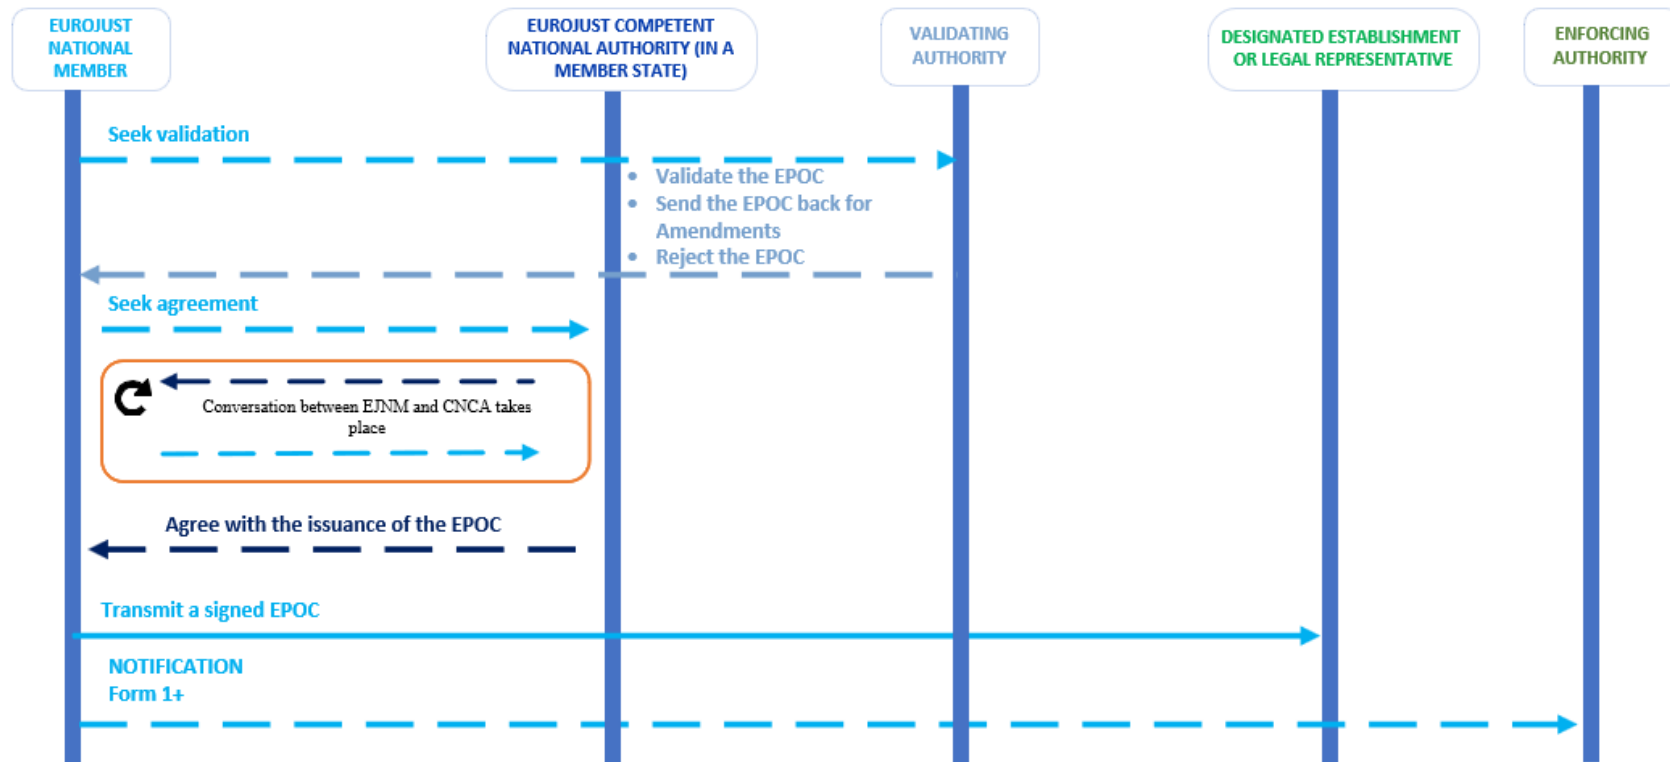 EUROJUST
NATIONAL
MEMBER
EUROJUST COMPETENT
NATIONAL AUTHORITY (IN A
MEMBER STATE)
VALIDATING
AUTHORITY
DESIGNATED ESTABLISHMENT
OR LEGAL REPRESENTATIVE
ENFORCING
AUTHORITY
Seek validation
• Validate the EPOC
• Send the EPOC back for
Amendments
• Reject the EPOC
Seek agreement
Conversation between EJNM and CNCA takes
place
Agree with the issuance of the EPOC
Transmit a signed EPOC
NOTIFICATION
Form 1+